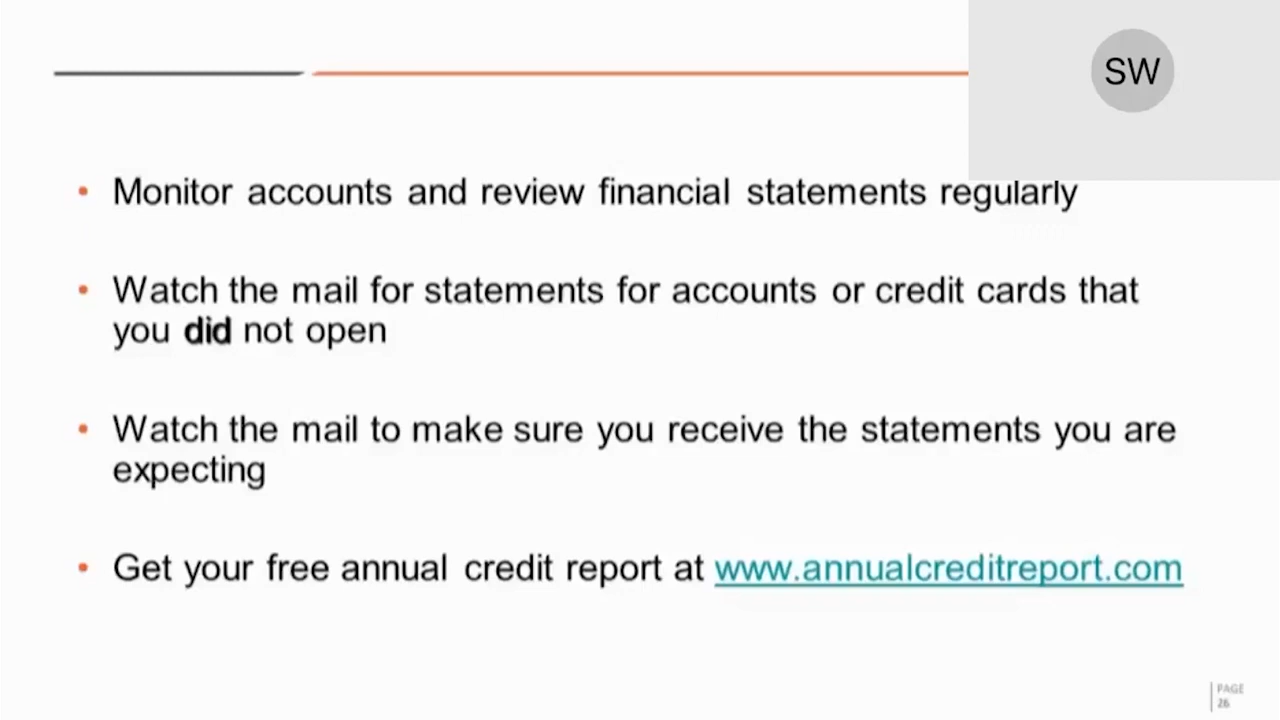 SW
• Monitor accounts and review financial statements regularly
• Watch the mail for statements for accounts or credit cards that
you did not open
• Watch the mail to make sure you receive the statements you are
expecting
• Get your free annual credit report at www.annualcreditreport.com
PAGE
26